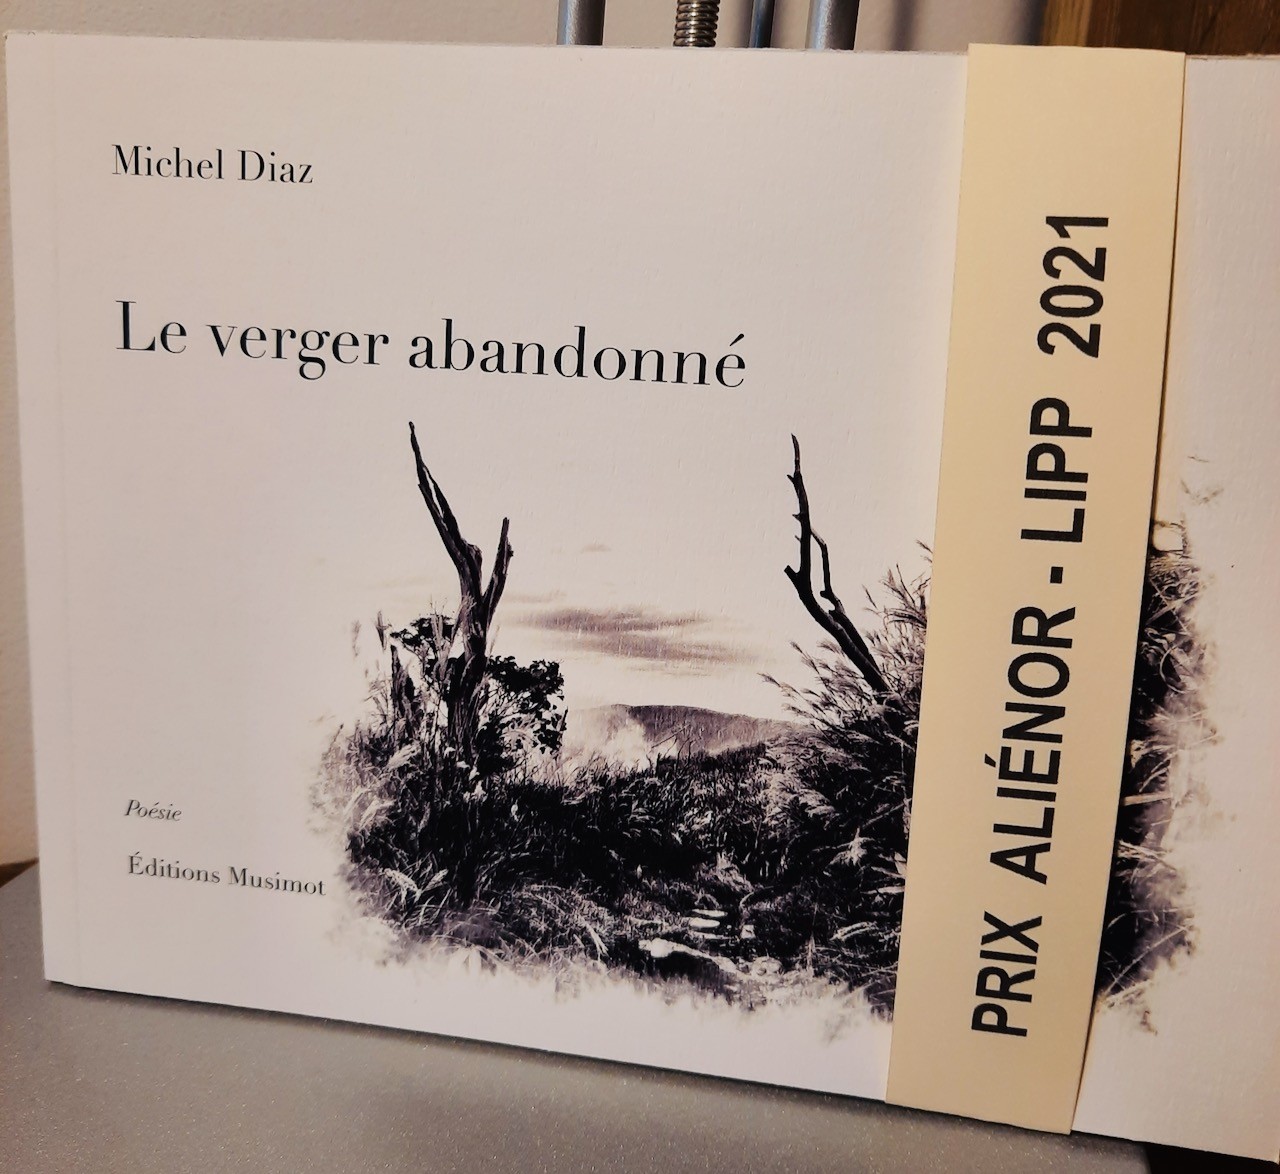 Michel Diaz
Le verger abandonné
Poésie
Éditions Musimot
PRIX ALIÉNOR - LIPP 2021